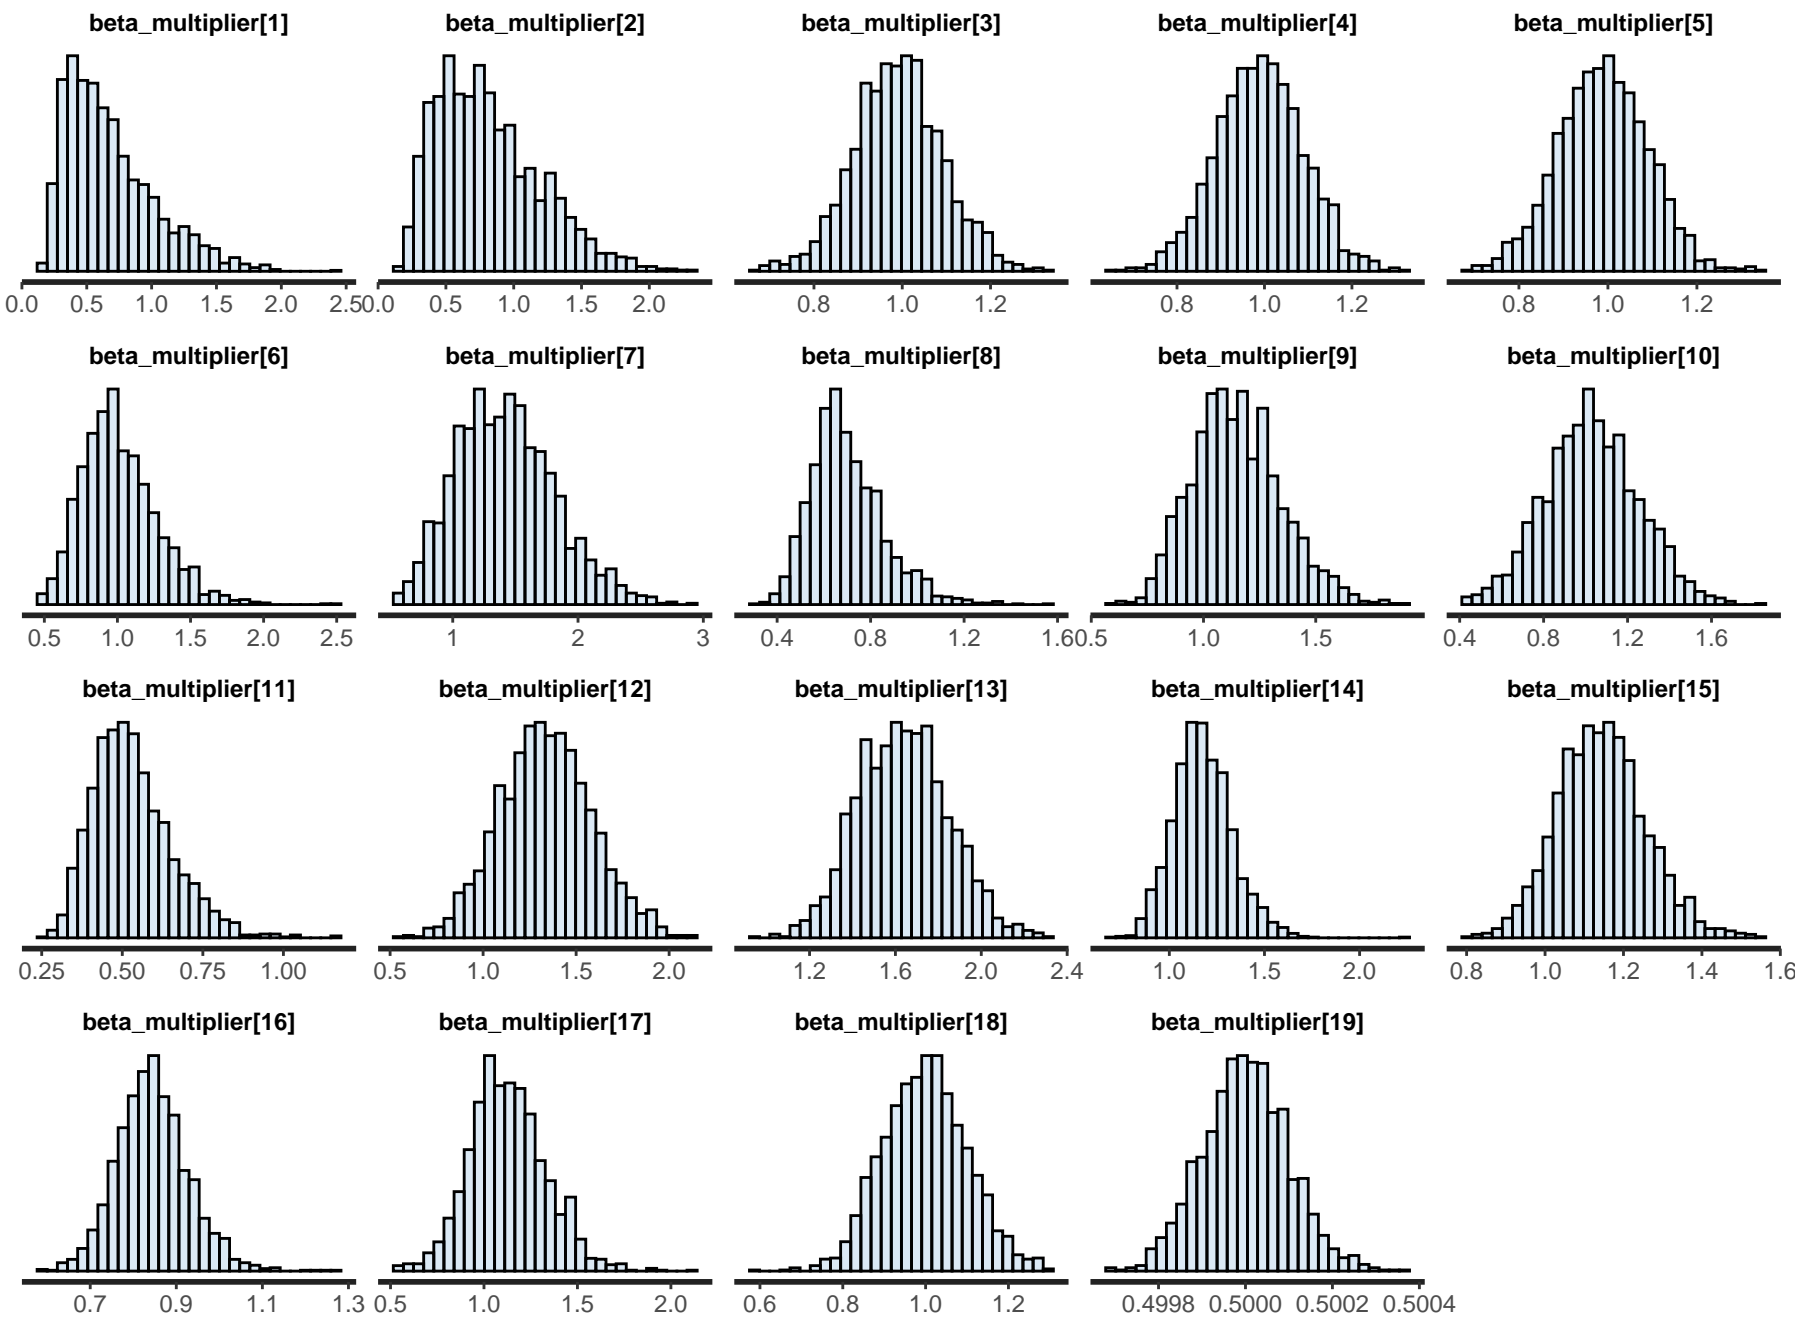 beta_multiplier[1] beta_multiplier[2] beta_multiplier[3] beta_multiplier[4] beta_multiplier[5]
0.0 0.5 1.0 1.5 2.0 2.5 0.0 0.5 1.0 1.5 2.0 0.8 1.0 1.2 0.8 1.0 1.2 0.8 1.0 1.2
beta_multiplier[6] beta_multiplier[7] beta_multiplier[8] beta_multiplier[9] beta_multiplier[10]
0.5 1.0 1.5 2.0 2.5 1 2 3 0.4 0.8 1.2 1.6 0.5 1.0 1.5 0.4 0.8 1.2 1.6
beta_multiplier[11] beta_multiplier[12] beta_multiplier[13] beta_multiplier[14] beta_multiplier[15]
0.25 0.50 0.75 1.00 0.5 1.0 1.5 2.0 1.2 1.6 2.0 2.4 1.0 1.5 2.0 0.8 1.0 1.2 1.4 1.6
beta_multiplier[16] beta_multiplier[17] beta_multiplier[18] beta_multiplier[19]
0.7 0.9 1.1 1.3 0.5 1.0 1.5 2.0 0.6 0.8 1.0 1.2 0.4998 0.5000 0.5002 0.5004